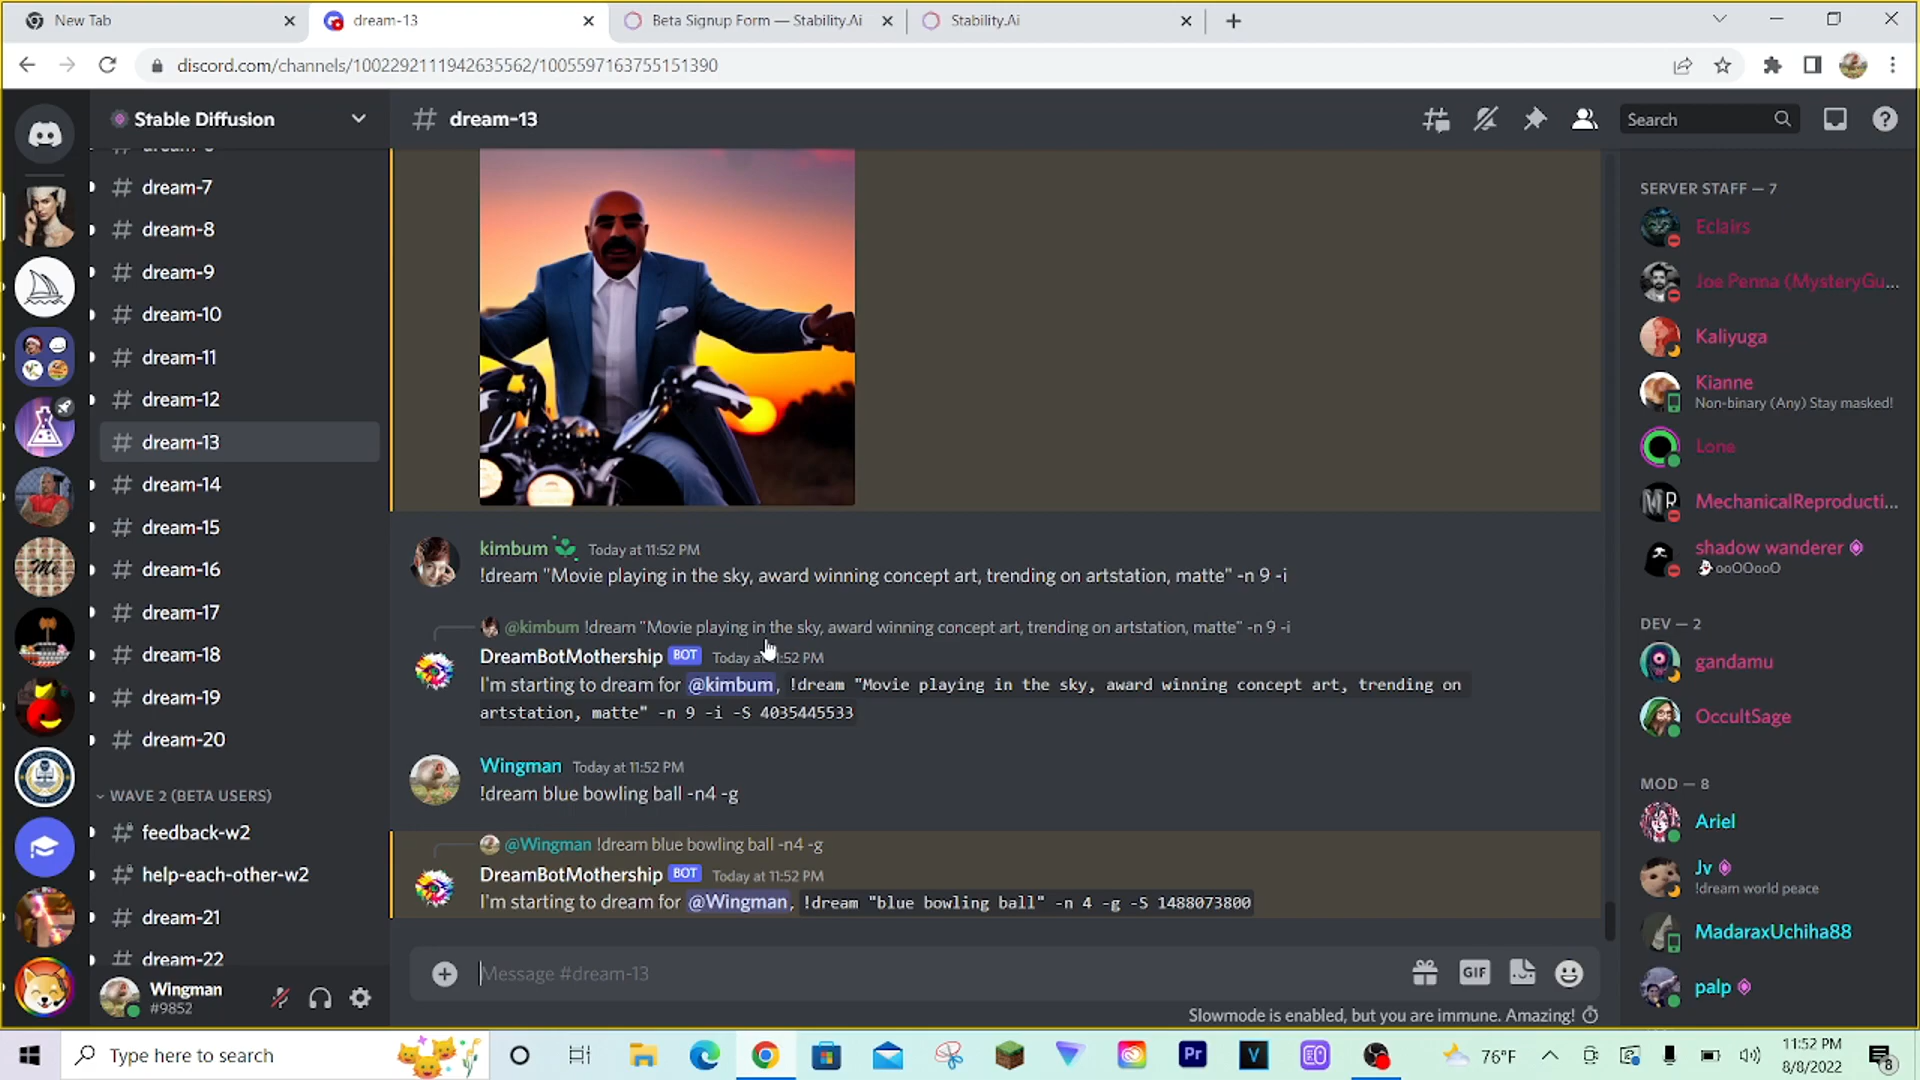 New Tab
dream-13
Beta Signup Form — Stability.Ai
Stability.Ai
discord.com/channels/1002292111942635562/1005597163755151390
Stable Diffusion
# dream-13
Search
# dream-7
# dream-8
# dream-9
# dream-10
# dream-11
# dream-12
# dream-13
# dream-14
# dream-15
# dream-16
# dream-17
# dream-18
# dream-19
# dream-20
WAVE 2 (BETA USERS)
feedback-w2
help-each-other-w2
# dream-21
# dream-22
Wingman
#9852
kimbum Today at 11:52 PM
!dream "Movie playing in the sky, award winning concept art, trending on artstation, matte" -n 9 -i
@kimbum !dream "Movie playing in the sky, award winning concept art, trending on artstation, matte" -n 9 -i
DreamBotMothership BOT Today at 11:52 PM
I'm starting to dream for @kimbum, !dream "Movie playing in the sky, award winning concept art, trending on
artstation, matte" -n 9 -i -S 4035445533
Wingman Today at 11:52 PM
!dream blue bowling ball -n4 -g
@Wingman !dream blue bowling ball -n4 -g
DreamBotMothership BOT Today at 11:52 PM
I'm starting to dream for @Wingman, !dream "blue bowling ball" -n 4 -g -S 1488073800
Message #dream-13
GIF
Slowmode is enabled, but you are immune. Amazing!
SERVER STAFF — 7
Eclairs
Joe Penna (MysteryGu...
Kaliyuga
Kianne
Non-binary (Any) Stay masked!
Lone
MechanicalReproducti...
shadow wanderer
ooOOooO
DEV — 2
gandamu
OccultSage
MOD — 8
Ariel
Jv
!dream world peace
MadaraxUchiha88
palp
Type here to search
Pr
V
76°F
11:52 PM
8/8/2022
8